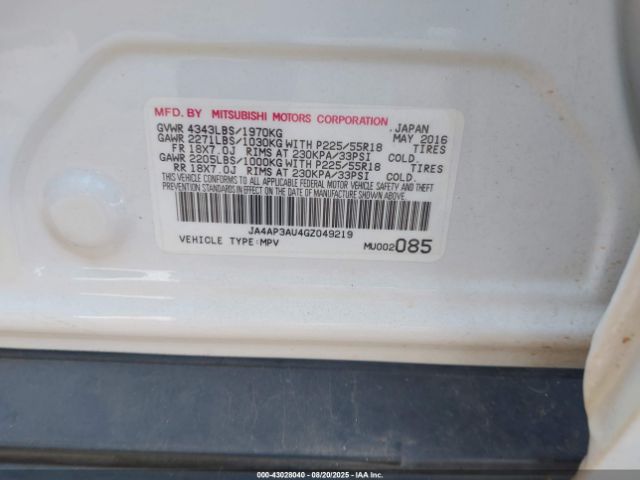 MFD. BY MITSUBISHI MOTORS CORPORATION, JAPAN
GVWR 4343LBS/1970KG MAY 2016
GAWR 2271LBS/1030KG WITH P225/55R18 TIRES
FR 18X7.0J RIMS AT 230KPA/33PSI COLD.
GAWR 2205LBS/1000KG WITH P225/55R18 TIRES
RR 18X7.0J RIMS AT 230KPA/33PSI COLD.
THIS VEHICLE CONFORMS TO ALL APPLICABLE FEDERAL MOTOR VEHICLE SAFETY AND THEFT PREVENTION
STANDARDS IN EFFECT ON THE DATE OF MANUFACTURE SHOWN ABOVE.
JA4AP3AU4GZ049219
VEHICLE TYPE:MPV MU002085
© 43028040 - 08/20/2025 - IAA Inc.